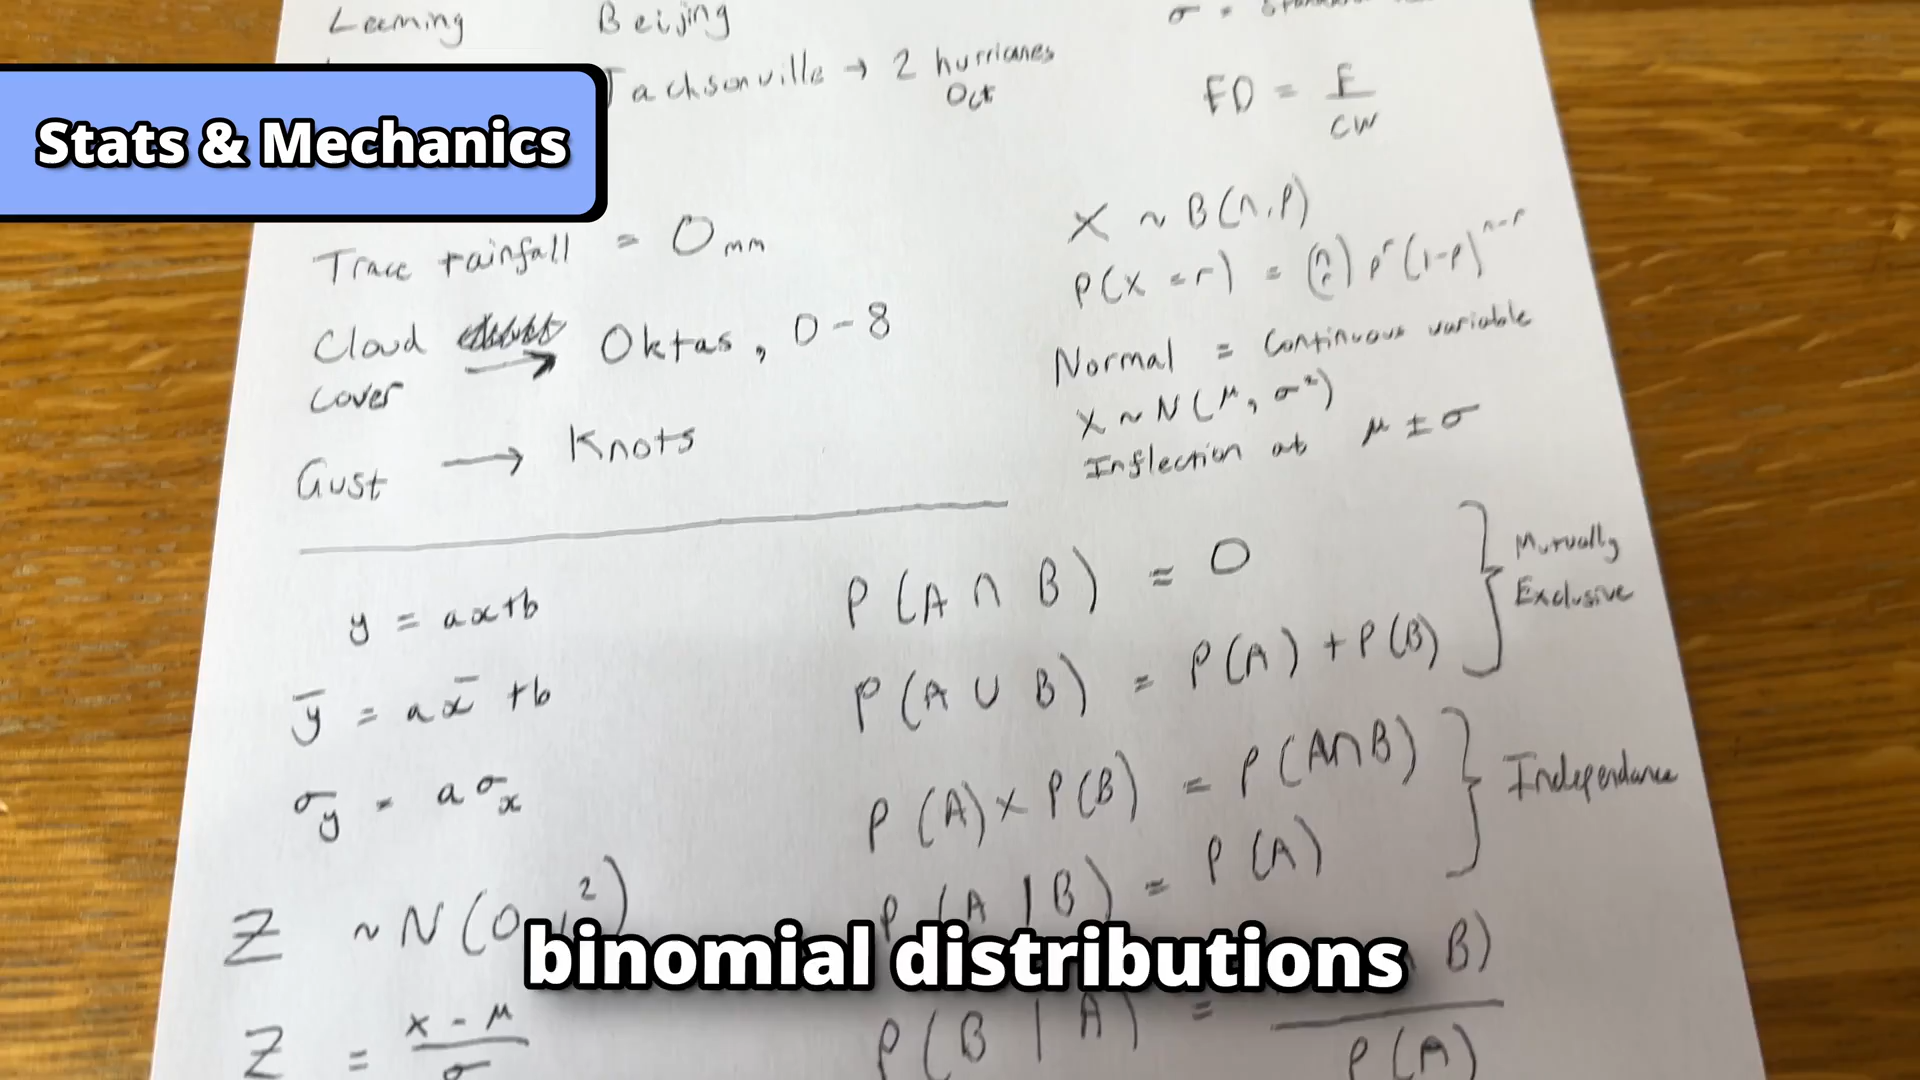 Leeming Beijing
Jacksonville → 2 hurricanes
Oct
Stats & Mechanics
Trace rainfall = 0mm
Cloud cover → Oktas, 0-8
Gust → Knots
σ =
FD = F/CW
X ~ B(n,p)
P(X=r) = (n r) p^r (1-p)^n-r
Normal = Continuous variable
X ~ N(μ, σ²)
Inflection at μ ± σ
y = ax+b
ȳ = ax̄ +b
σy = aσx
Z ~ N(0, 1²)
Z = x-μ/σ
P(A ∩ B) = 0
P(A ∪ B) = P(A) + P(B)
Mutually
Exclusive
P(A) x P(B) = P(A∩B)
P(A|B) = P(A)
Independance
P(B|A) = ∩ B)/P(A)
binomial distributions